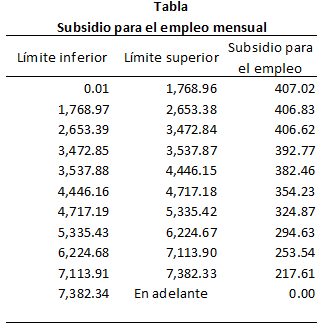 Tabla
Subsidio para el empleo mensual
Límite inferior Límite superior Subsidio para el empleo
0.01 1,768.96 407.02
1,768.97 2,653.38 406.83
2,653.39 3,472.84 406.62
3,472.85 3,537.87 392.77
3,537.88 4,446.15 382.46
4,446.16 4,717.18 354.23
4,717.19 5,335.42 324.87
5,335.43 6,224.67 294.63
6,224.68 7,113.90 253.54
7,113.91 7,382.33 217.61
7,382.34 En adelante 0.00